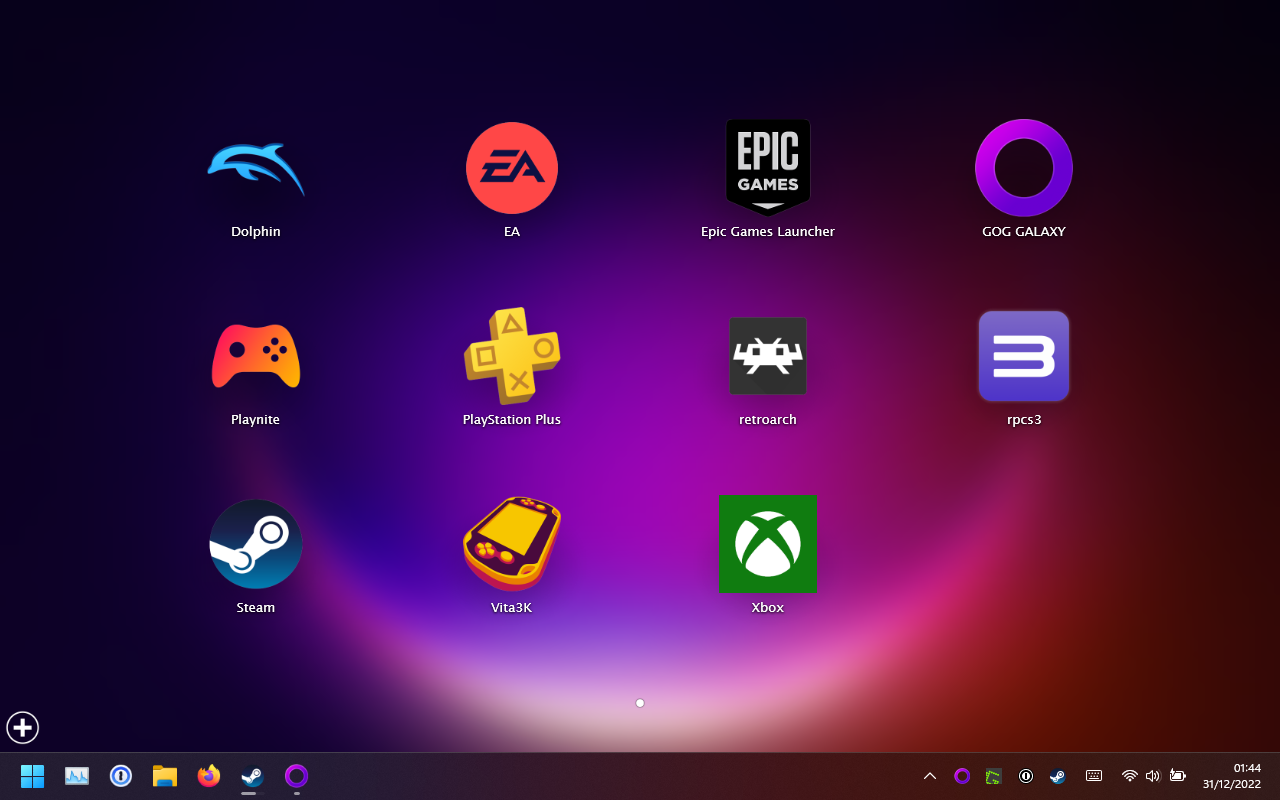 EA
EPIC
GAMES
Dolphin
EA
Epic Games Launcher
GOG GALAXY
Playnite
PlayStation Plus
retroarch
rpcs3
Steam
Vita3K
Xbox
01:44
31/12/2022